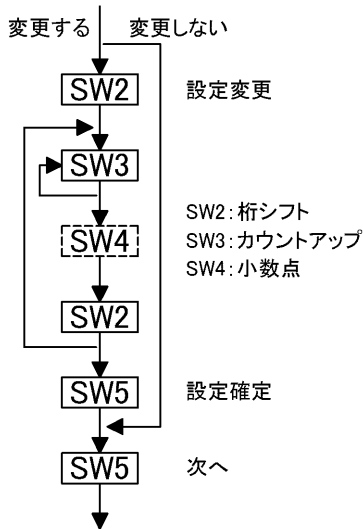 変更する 変更しない
SW2 設定変更
SW3
SW2:桁シフト
SW3:カウントアップ
SW4 SW4:小数点
SW2
SW5 設定確定
SW5 次へ